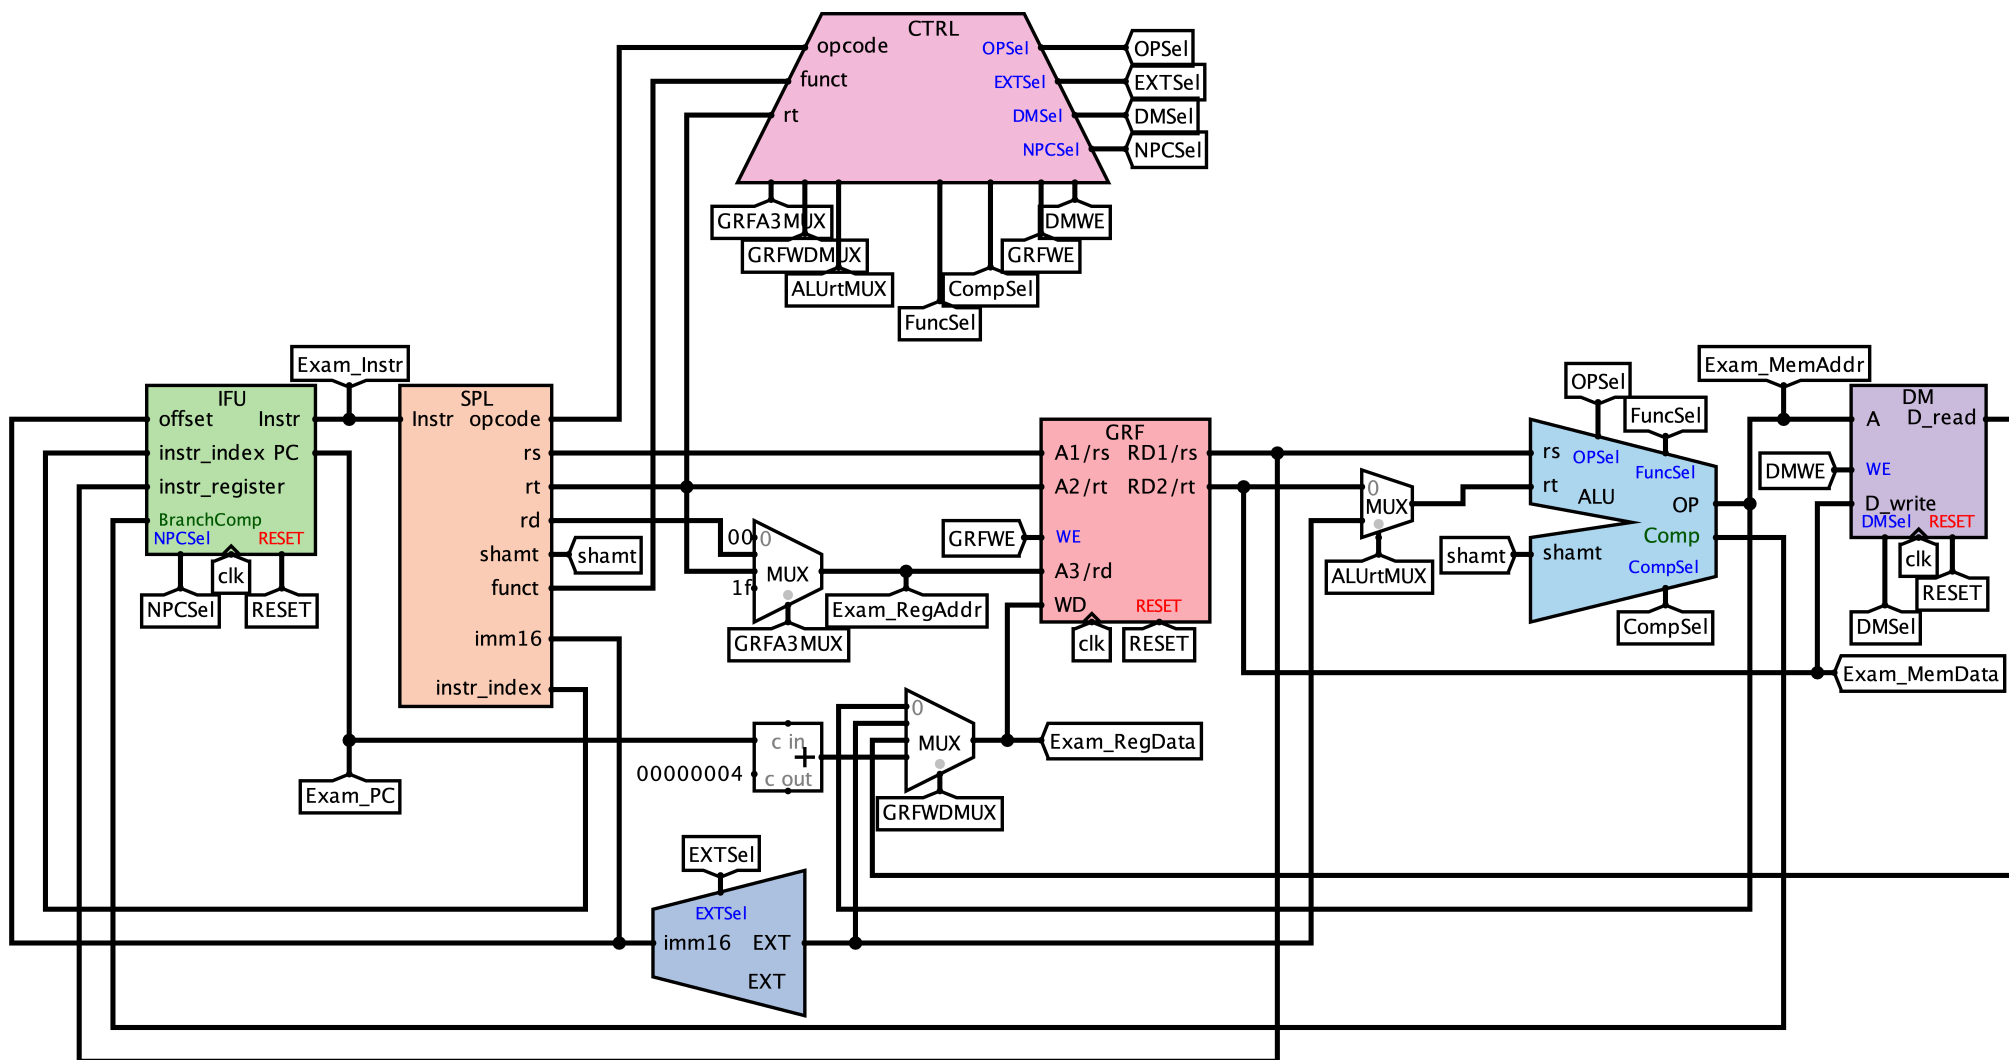 CTRL
opcode
OPSel
OPSel
funct
EXTSel
EXTSel
rt
DMSel
DMSel
NPCSel
NPCSel
GRFA3MUX
DMWE
GRFWDMUX
GRFWE
ALUrtMUX
CompSel
FuncSel
Exam_Instr
IFU
offset
Instr
instr_index
PC
instr_register
BranchComp
NPCSel
RESET
clk
NPCSel
RESET
SPL
Instr
opcode
rs
rt
rd
shamt
shamt
funct
imm16
instr_index
00
0
MUX
1f
Exam_RegAddr
GRFA3MUX
GRF
A1/rs
RD1/rs
A2/rt
RD2/rt
GRFWE
WE
A3/rd
WD
RESET
clk
RESET
0
MUX
ALUrtMUX
OPSel
FuncSel
rs
OPSel
FuncSel
rt
ALU
OP
Comp
shamt
shamt
CompSel
CompSel
Exam_MemAddr
DM
A
D_read
DMWE
WE
D_write
DMSel
RESET
clk
RESET
DMSel
Exam_MemData
c in
+
00000004
c out
0
MUX
Exam_RegData
GRFWDMUX
Exam_PC
EXTSel
EXTSel
imm16
EXT
EXT